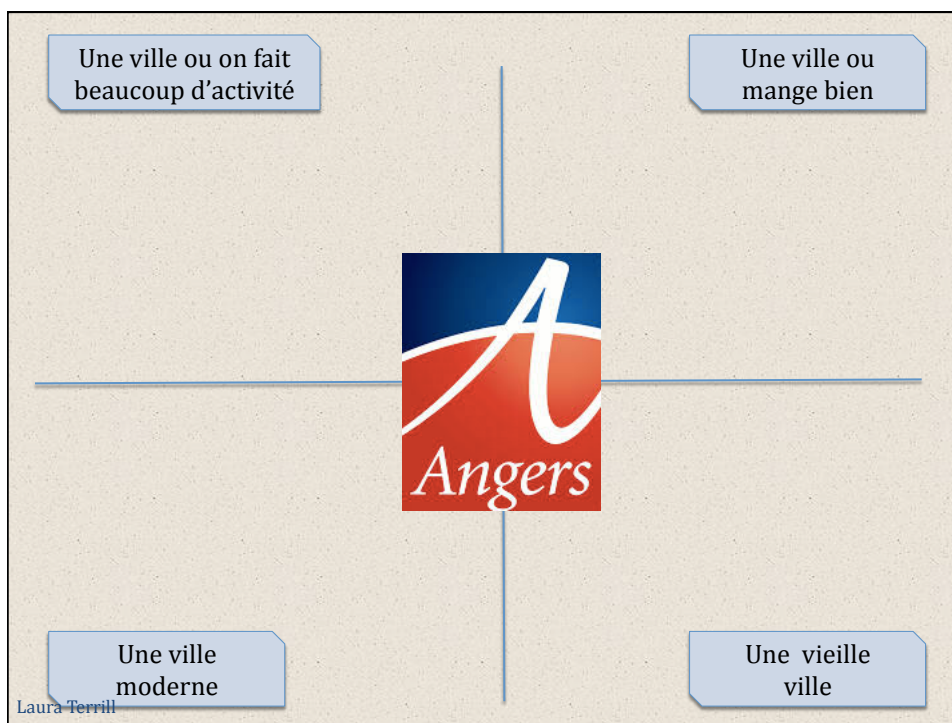 Une ville ou on fait
beaucoup d’activité
Une ville ou
mange bien
Angers
Une ville
moderne
Une vieille
ville
Laura Terrill